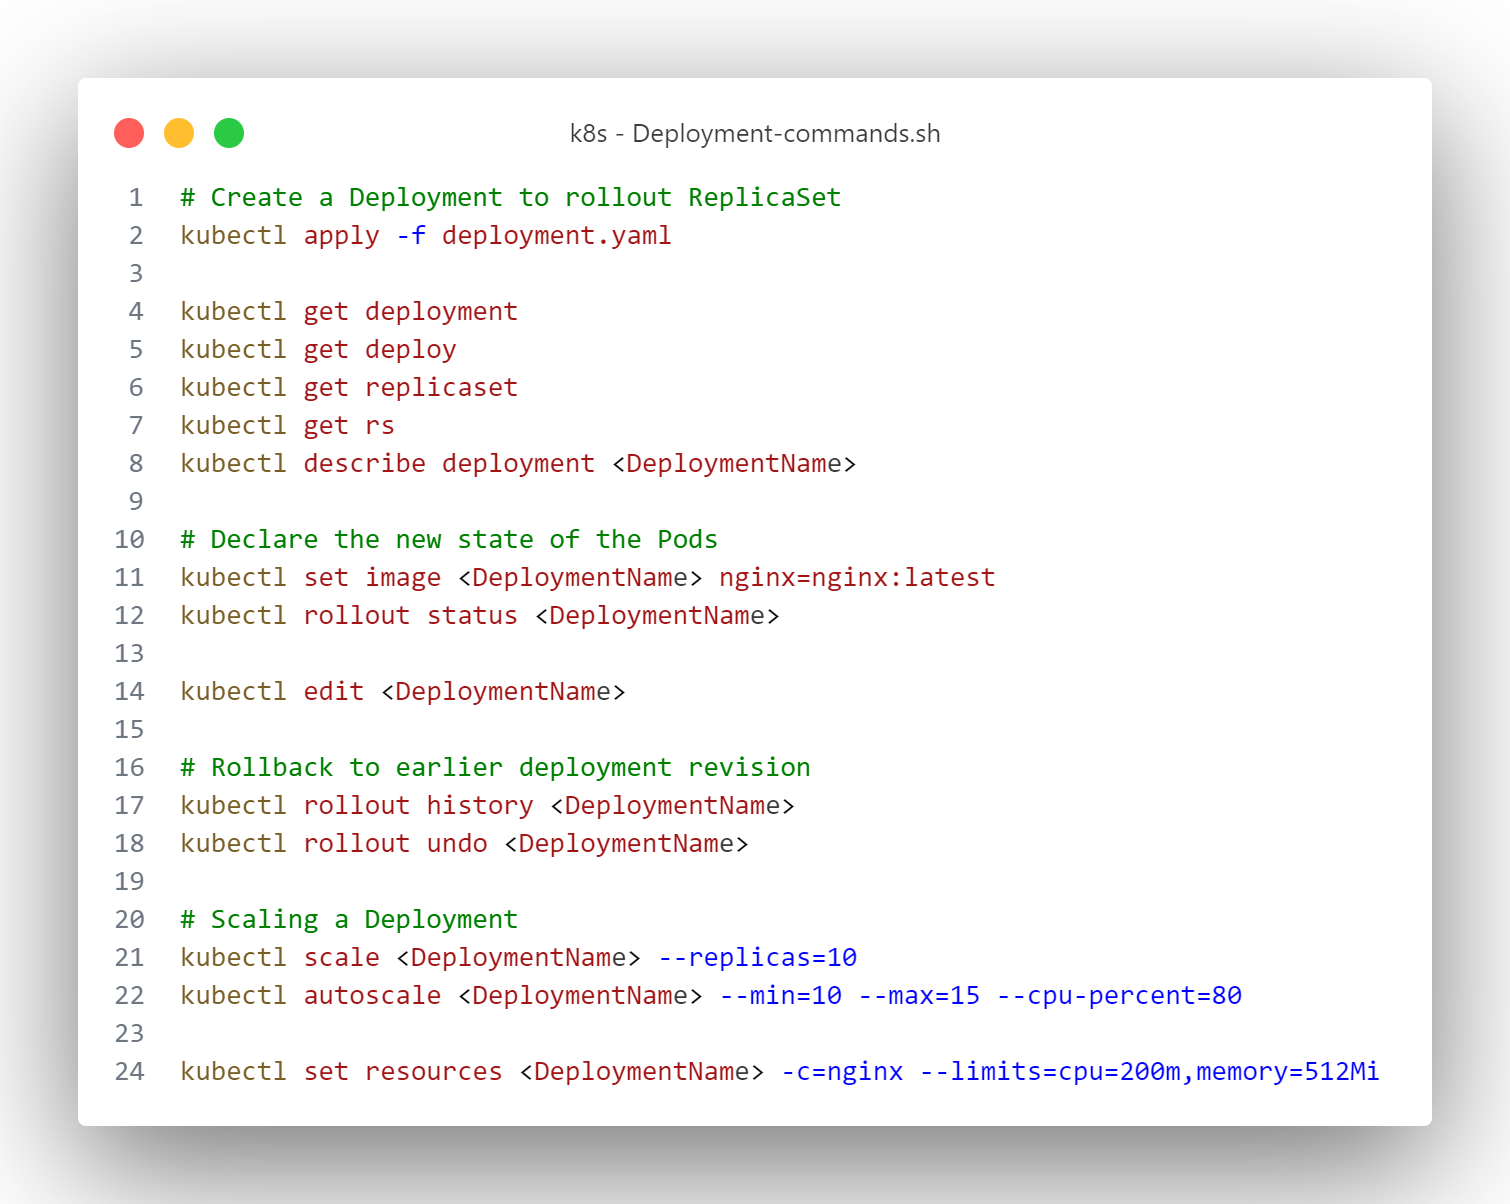 k8s - Deployment-commands.sh
1 # Create a Deployment to rollout ReplicaSet
2 kubectl apply -f deployment.yaml
3
4 kubectl get deployment
5 kubectl get deploy
6 kubectl get replicaset
7 kubectl get rs
8 kubectl describe deployment <DeploymentName>
9
10 # Declare the new state of the Pods
11 kubectl set image <DeploymentName> nginx=nginx:latest
12 kubectl rollout status <DeploymentName>
13
14 kubectl edit <DeploymentName>
15
16 # Rollback to earlier deployment revision
17 kubectl rollout history <DeploymentName>
18 kubectl rollout undo <DeploymentName>
19
20 # Scaling a Deployment
21 kubectl scale <DeploymentName> --replicas=10
22 kubectl autoscale <DeploymentName> --min=10 --max=15 --cpu-percent=80
23
24 kubectl set resources <DeploymentName> -c=nginx --limits=cpu=200m,memory=512Mi